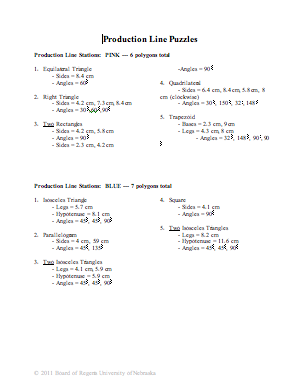 Production Line Puzzles
Production Line Stations: PINK --- 6 polygons total
1. Equilateral Triangle
- Sides = 8.4 cm
- Angles = 60
2. Right Triangle
- Sides = 4.2 cm, 7.3 cm, 8.4cm
- Angles = 30, 60, 90
3. Two Rectangles
- Sides = 4.2 cm, 5.8 cm
- Angles = 90
- Sides = 2.3 cm, 4.2 cm
-Angles = 90
4. Quadrilateral
- Sides = 6.4 cm, 8.4 cm, 5.8 cm, 8
cm (clockwise)
- Angles = 30, 150, 32, 148
5. Trapezoid
- Bases = 2.3 cm, 9 cm
- Legs = 4.3 cm, 8 cm
- Angles = 32, 148, 90, 90
Production Line Stations: BLUE --- 7 polygons total
1. Isosceles Triangle
- Legs = 5.7 cm
- Hypotenuse = 8.1 cm
- Angles = 45, 45, 90
2. Parallelogram
- Sides = 4 cm, 59 cm
- Angles = 45, 135
3. Two Isosceles Triangles
- Legs = 4.1 cm, 5.9 cm
- Hypotenuse = 5.9 cm
- Angles = 45, 45, 90
4. Square
- Sides = 4.1 cm
- Angles = 90
5. Two Isosceles Triangles
- Legs = 8.2 cm
- Hypotenuse = 11.6 cm
- Angles = 45, 45, 90
© 2011 Board of Regents University of Nebraska